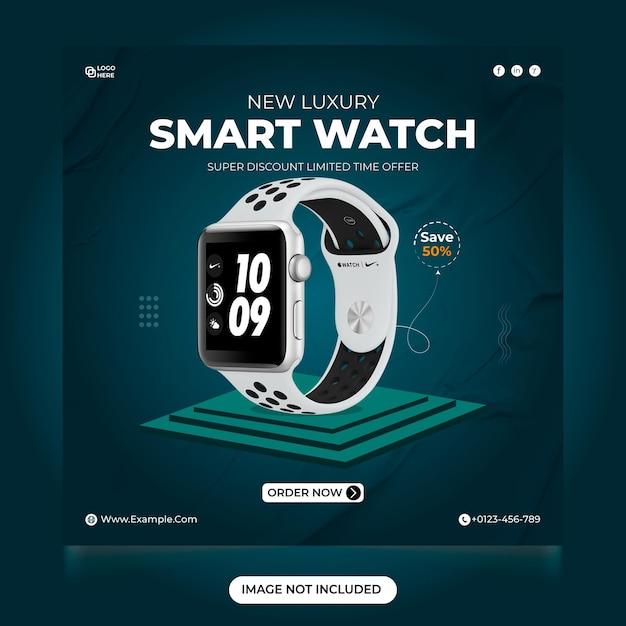 LOGO
HERE
f in
NEW LUXURY
SMART WATCH
SUPER DISCOUNT LIMITED TIME OFFER
Save
50%
10
09
WATCH
ORDER NOW
Www.Example.Com
+0123-456-789
IMAGE NOT INCLUDED